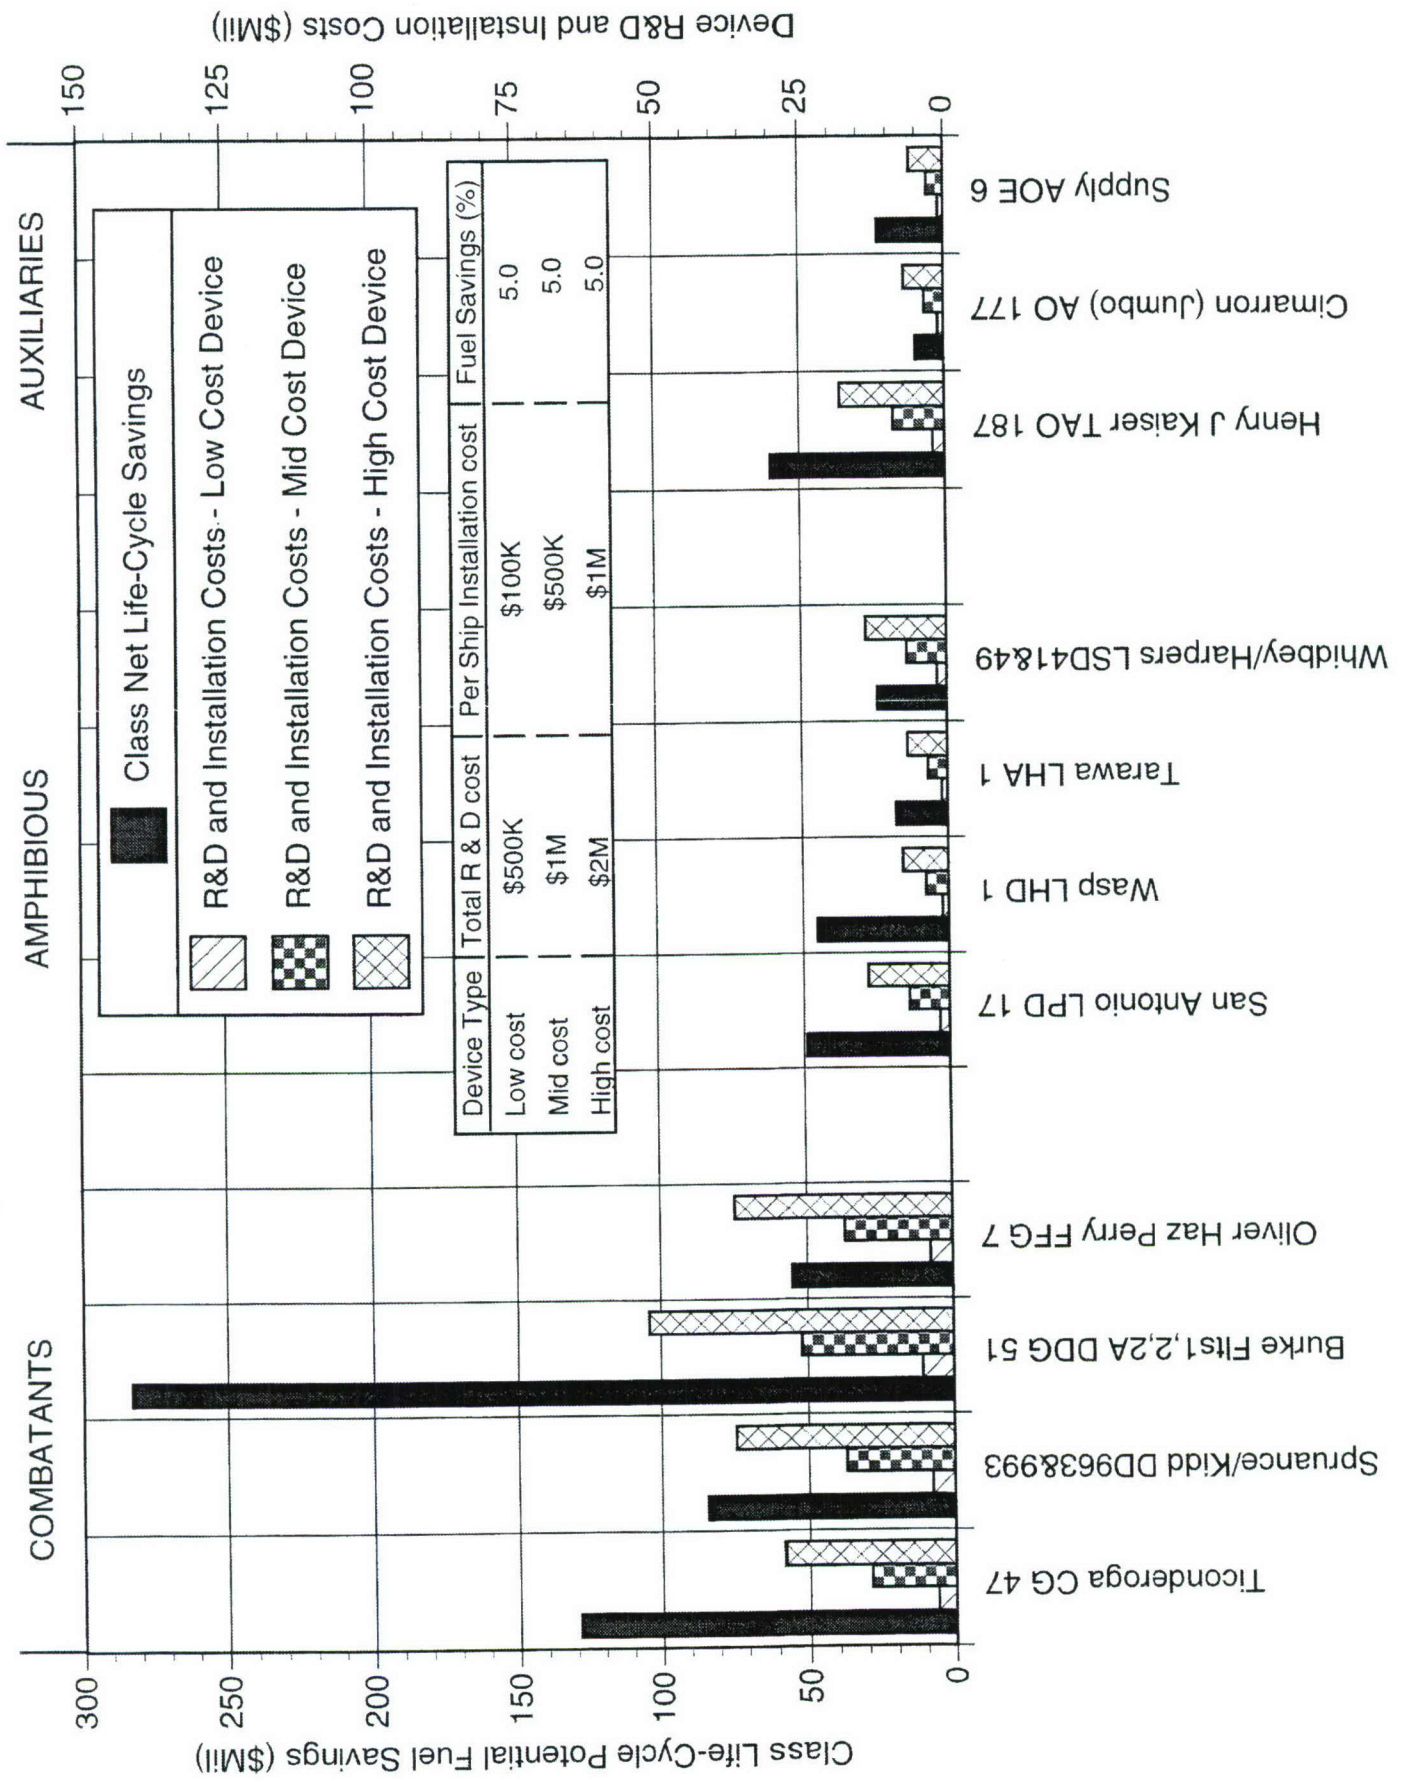 COMBATANTS AMPHIBIOUS AUXILIARIES
Class Life-Cycle Potential Fuel Savings ($Mil)
300
250
200
150
100
50
0
Class Net Life-Cycle Savings
R&D and Installation Costs - Low Cost Device
R&D and Installation Costs - Mid Cost Device
R&D and Installation Costs - High Cost Device
Device Type Total R & D cost Per Ship Installation cost Fuel Savings (%)
Low cost $500K $100K 5.0
Mid cost $1M $500K 5.0
High cost $2M $1M 5.0
Device R&D and Installation Costs ($Mil)
150
125
100
75
50
25
0
Ticonderoga CG 47
Spruance/Kidd DD963&993
Burke Flts1,2,2A DDG 51
Oliver Haz Perry FFG 7
San Antonio LPD 17
Wasp LHD 1
Tarawa LHA 1
Whidbey/Harpers LSD41&49
Henry J Kaiser TAO 187
Cimarron (Jumbo) AO 177
Supply AOE 6